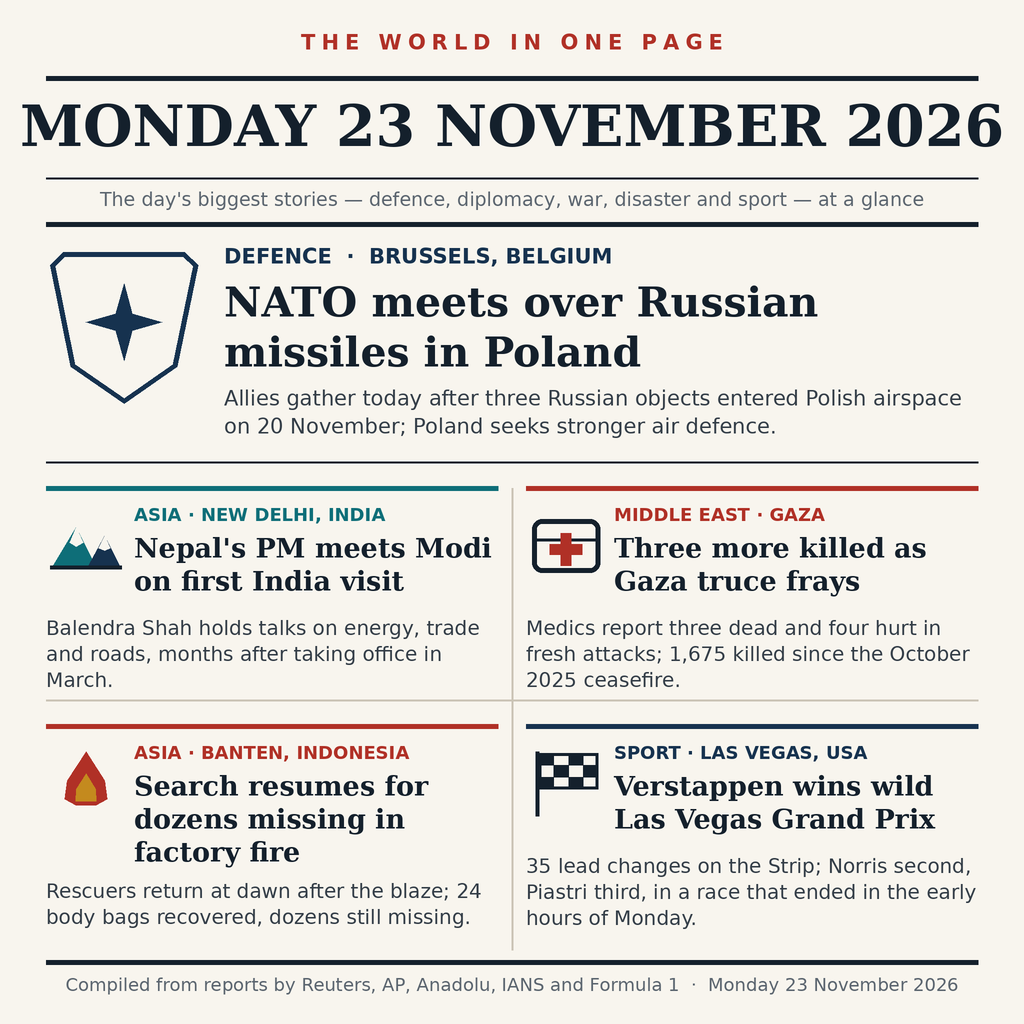 THE WORLD IN ONE PAGE
MONDAY 23 NOVEMBER 2026
The day's biggest stories — defence, diplomacy, war, disaster and sport — at a glance
DEFENCE · BRUSSELS, BELGIUM
NATO meets over Russian
missiles in Poland
Allies gather today after three Russian objects entered Polish airspace
on 20 November; Poland seeks stronger air defence.
ASIA · NEW DELHI, INDIA
Nepal's PM meets Modi
on first India visit
Balendra Shah holds talks on energy, trade
and roads, months after taking office in
March.
MIDDLE EAST · GAZA
Three more killed as
Gaza truce frays
Medics report three dead and four hurt in
fresh attacks; 1,675 killed since the October
2025 ceasefire.
ASIA · BANTEN, INDONESIA
Search resumes for
dozens missing in
factory fire
Rescuers return at dawn after the blaze; 24
body bags recovered, dozens still missing.
SPORT · LAS VEGAS, USA
Verstappen wins wild
Las Vegas Grand Prix
35 lead changes on the Strip; Norris second,
Piastri third, in a race that ended in the early
hours of Monday.
Compiled from reports by Reuters, AP, Anadolu, IANS and Formula 1 · Monday 23 November 2026